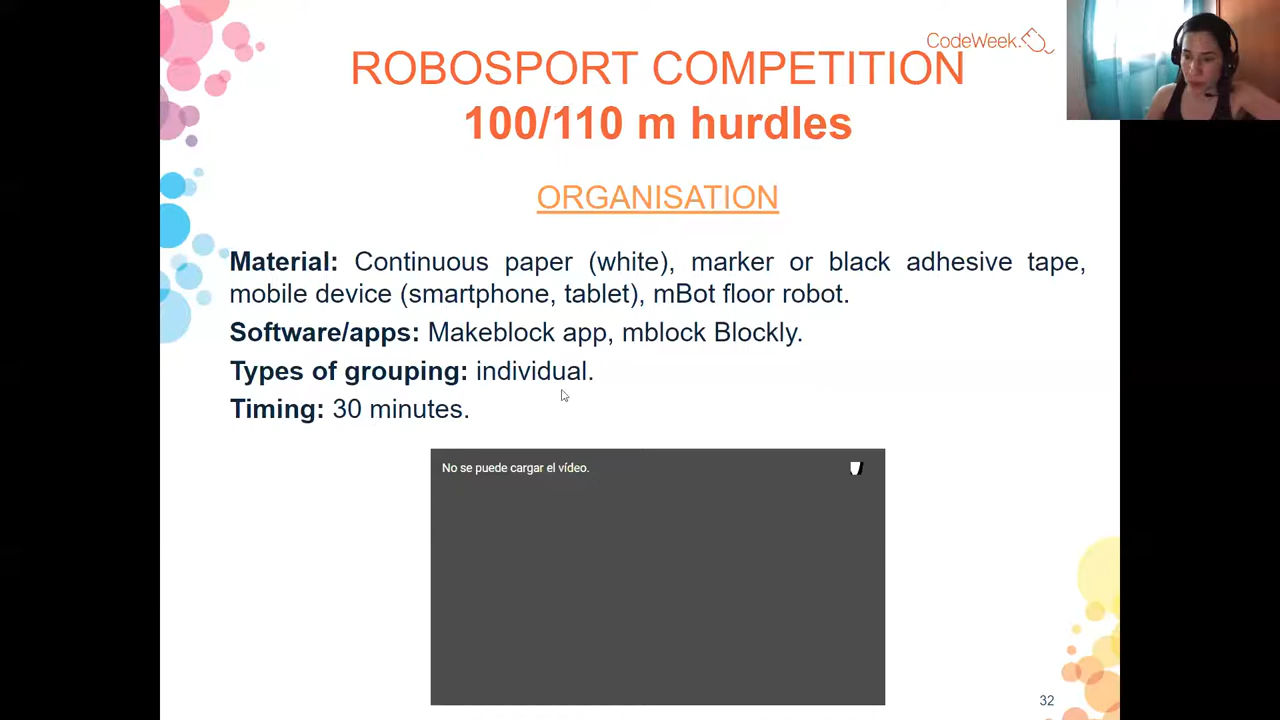 CodeWeek.
ROBOSPORT COMPETITION
100/110 m hurdles
ORGANISATION
Material: Continuous paper (white), marker or black adhesive tape,
mobile device (smartphone, tablet), mBot floor robot.
Software/apps: Makeblock app, mblock Blockly.
Types of grouping: individual.
Timing: 30 minutes.
No se puede cargar el vídeo.
32